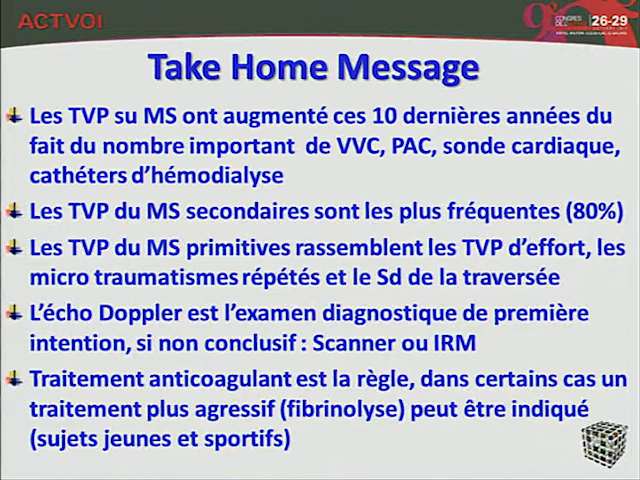 ACTVO!
CONGRES
26-29
Take Home Message
Les TVP su MS ont augmenté ces 10 dernières années du
fait du nombre important de VVC, PAC, sonde cardiaque,
cathéters d'hémodialyse
Les TVP du MS secondaires sont les plus fréquentes (80%)
Les TVP du MS primitives rassemblent les TVP d'effort, les
micro traumatismes répétés et le Sd de la traversée
L'écho Doppler est l'examen diagnostique de première
intention, si non conclusif : Scanner ou IRM
Traitement anticoagulant est la règle, dans certains cas un
traitement plus agressif (fibrinolyse) peut être indiqué
(sujets jeunes et sportifs)